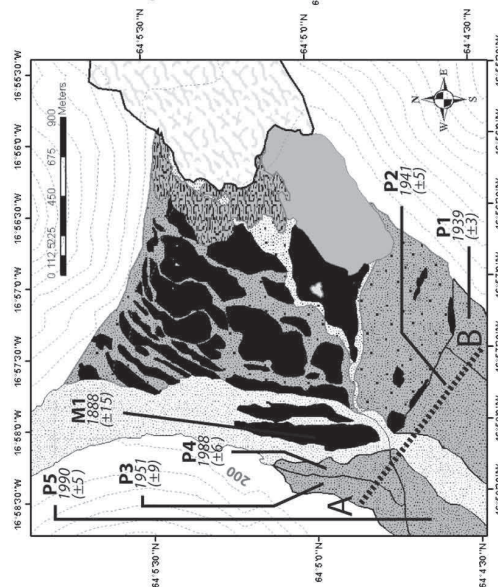 16°58'30"W
16°58'0"W
16°57'30"W
16°57'0"W
16°56'30"W
16°56'0"W
16°55'30"W
64°5'30"N
64°5'0"N
64°4'30"N
0 112,5 225 450 675 900
Meters
P5
1990
(±5)
P3
1951
(±9)
M1
1888
(±15)
P4
1988
(±6)
200
P2
1941
(±5)
P1
1939
(±3)
A
B
N
E
S
W
64°5'30"N
64°5'0"N
64°4'30"N